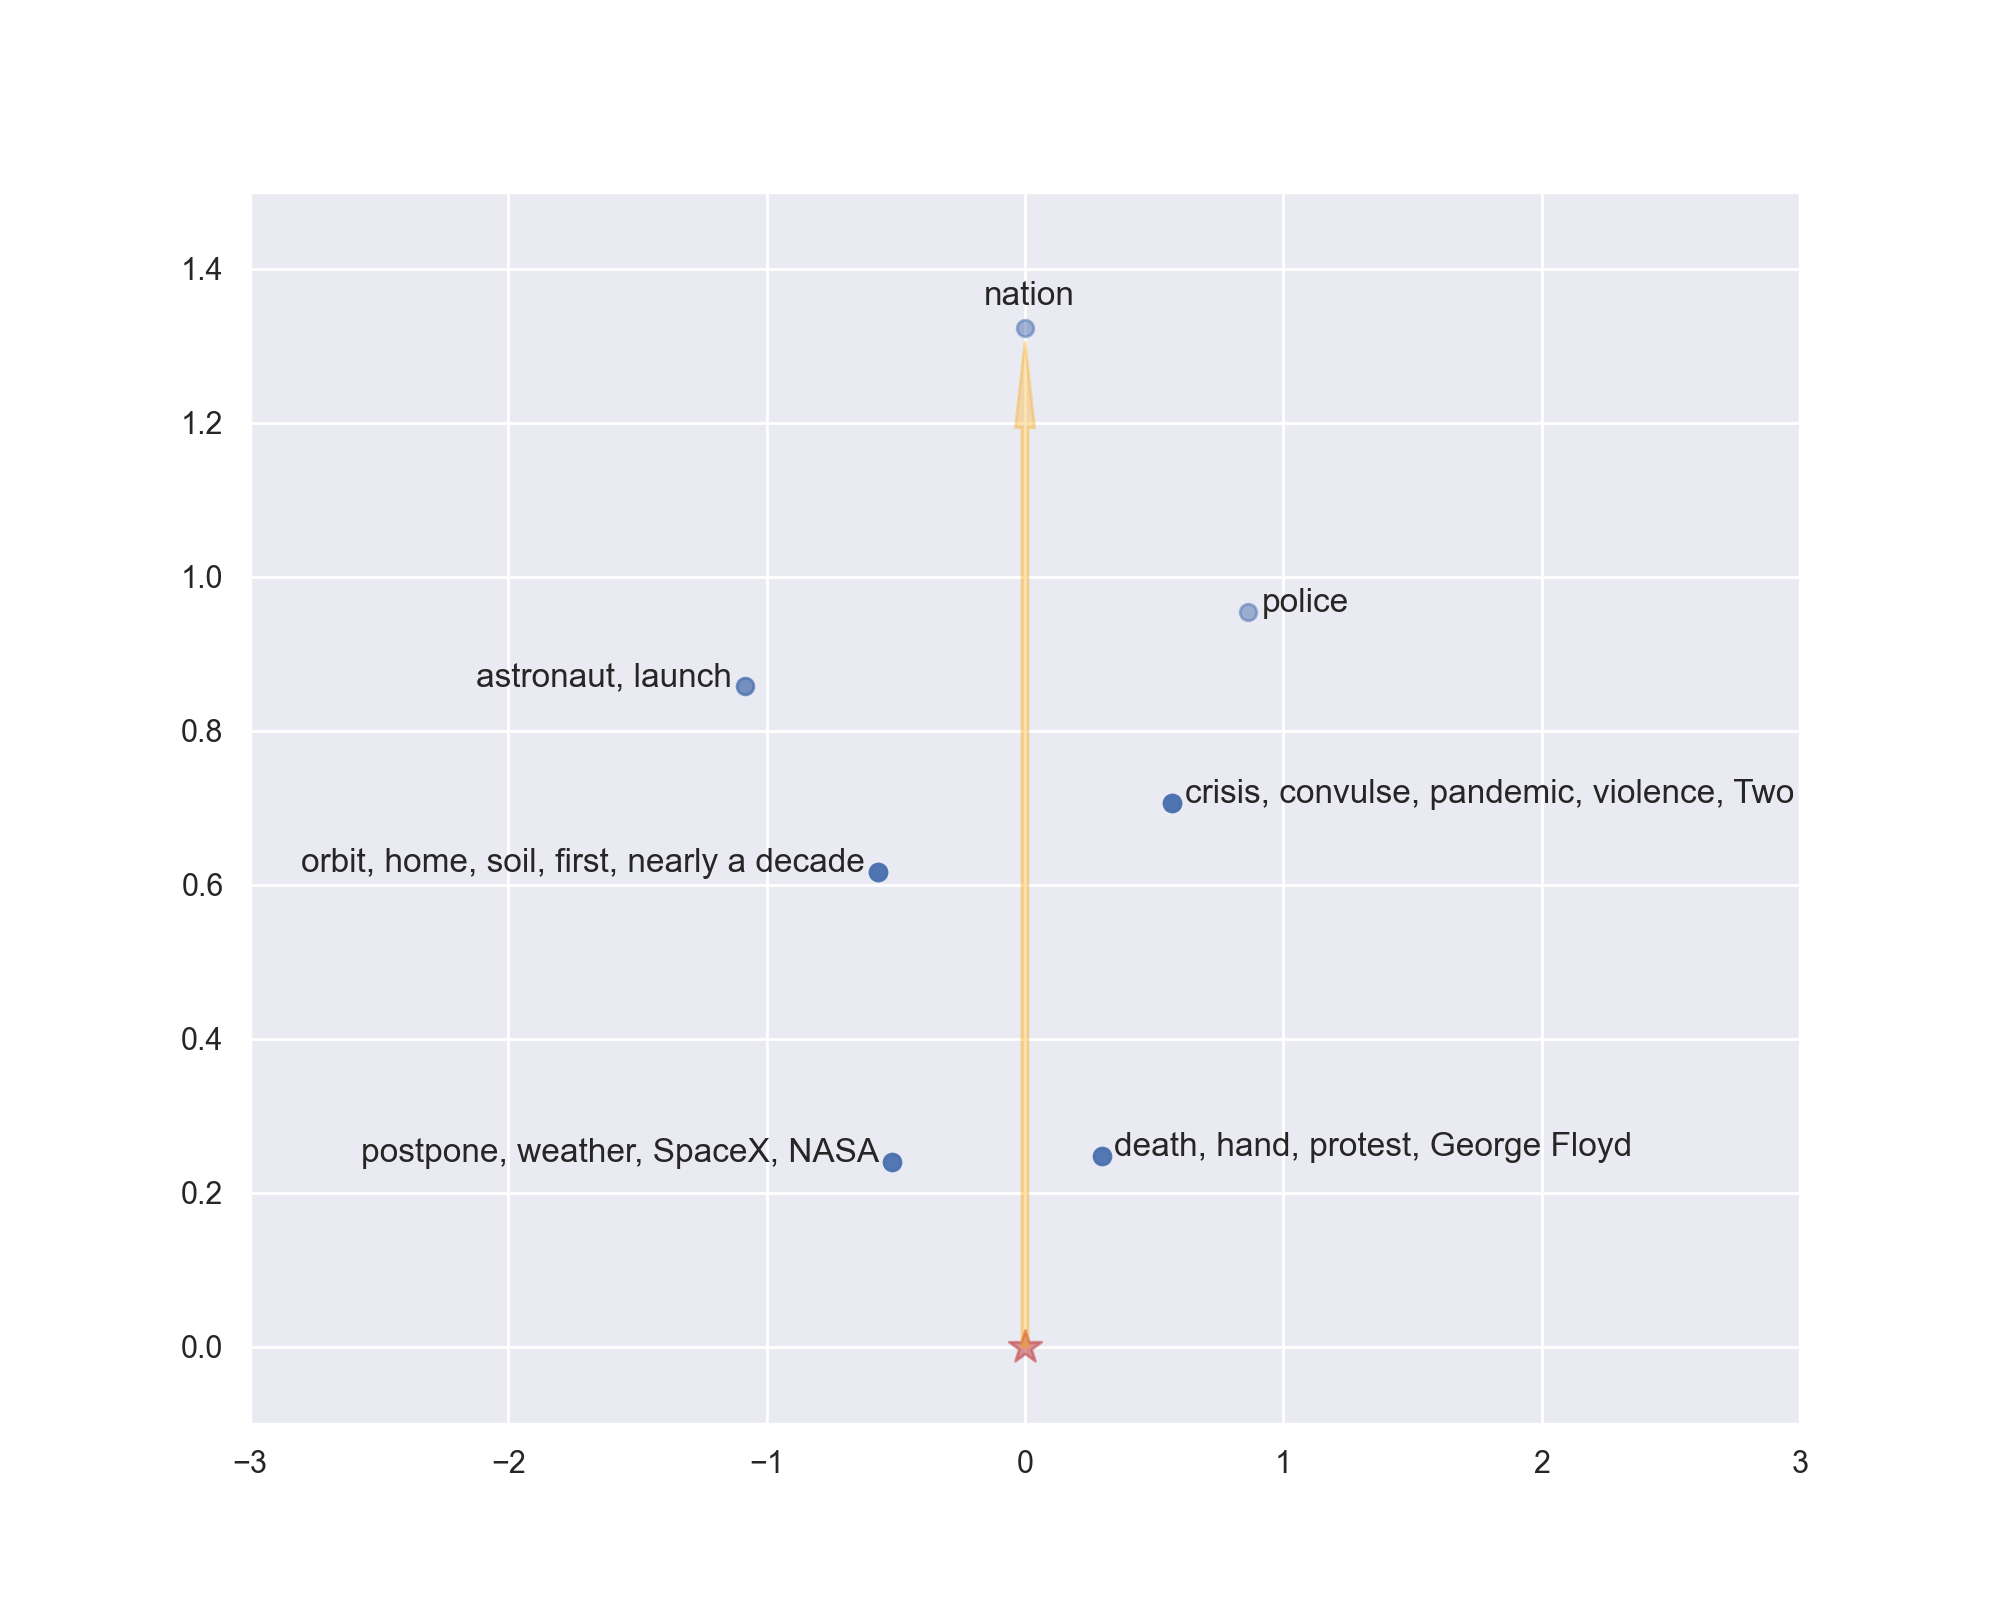 1.4
nation
1.2
1.0
police
astronaut, launch
0.8
crisis, convulse, pandemic, violence, Two
orbit, home, soil, first, nearly a decade
0.6
0.4
death, hand, protest, George Floyd
postpone, weather, SpaceX, NASA
0.2
0.0
−3 −2 −1 0 1 2 3